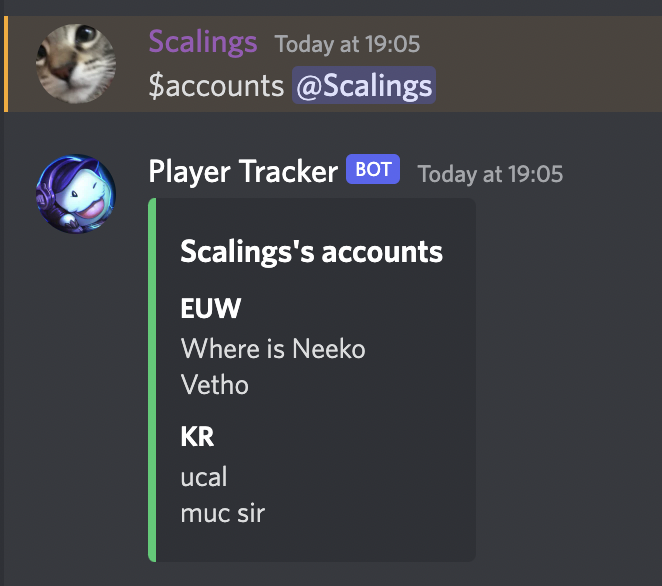 Scalings Today at 19:05
$accounts @Scalings
Player Tracker BOT Today at 19:05
Scalings's accounts
EUW
Where is Neeko
Vetho
KR
ucal
muc sir